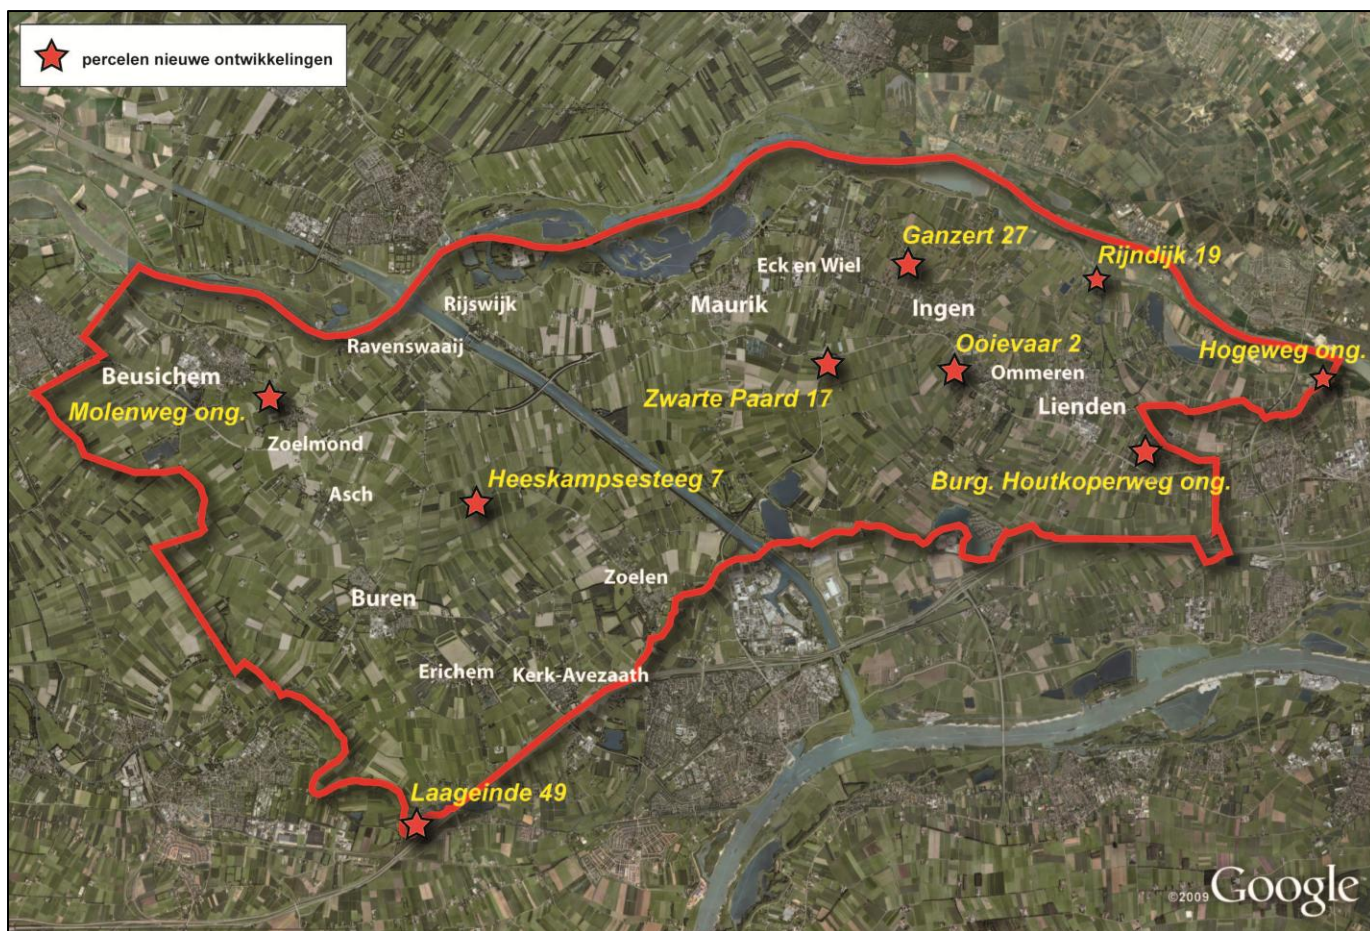 percelen nieuwe ontwikkelingen
Ganzert 27
Rijndijk 19
Eck en Wiel
Rijswijk
Maurik
Ingen
Ravenswaaij
Ooievaar 2
Hogeweg ong.
Beusichem
Ommeren
Molenweg ong.
Zwarte Paard 17
Lienden
Zoelmond
Heeskampsesteeg 7
Burg. Houtkoperweg ong.
Asch
Zoelen
Buren
Erichem
Kerk-Avezaath
Laageinde 49
©2009 Google